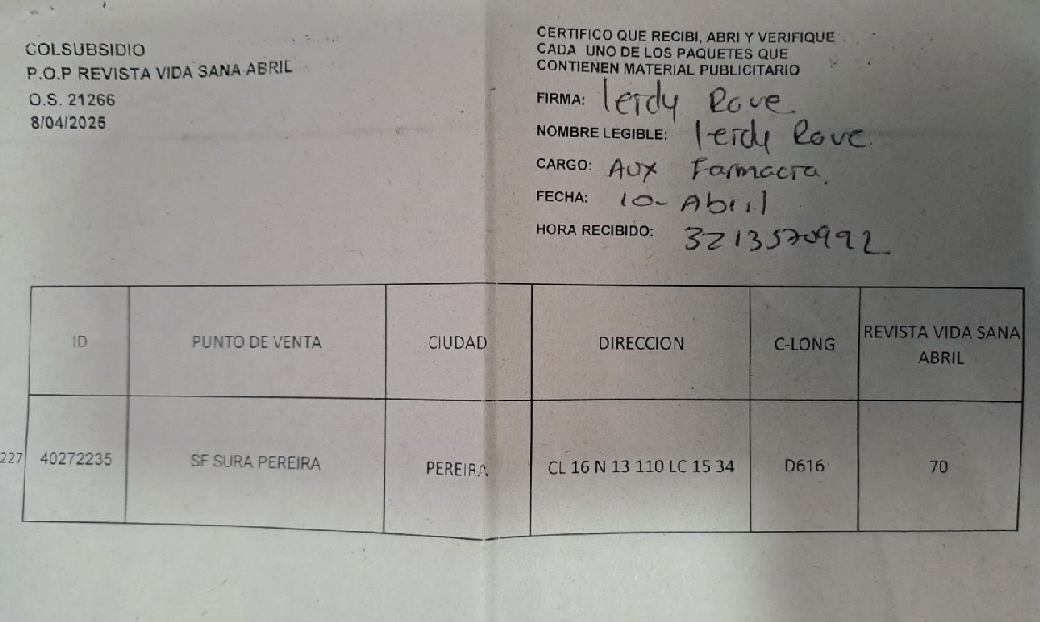 COLSUBSIDIO
P.O.P REVISTA VIDA SANA ABRIL
O.S. 21266
8/04/2025
CERTIFICO QUE RECIBI, ABRI Y VERIFIQUE
CADA UNO DE LOS PAQUETES QUE
CONTIENEN MATERIAL PUBLICITARIO
FIRMA: leidy Rove
NOMBRE LEGIBLE: leidy Rove
CARGO: Aux Farmacia.
FECHA: 10-Abril
HORA RECIBIDO: 3213570992
ID PUNTO DE VENTA CIUDAD DIRECCION C-LONG REVISTA VIDA SANA
ABRIL
227 40272235 SF SURA PEREIRA PEREIRA CL 16 N 13 110 LC 15 34 D616 70